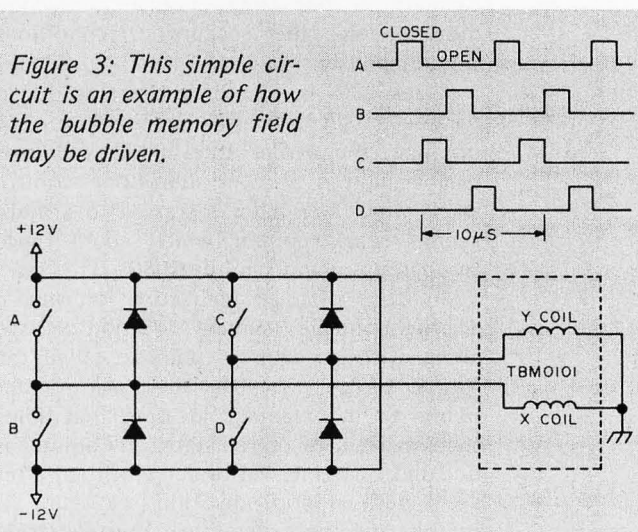 Figure 3: This simple cir-
cuit is an example of how
the bubble memory field
may be driven.
CLOSED
A
OPEN
B
C
D
10μS
+12V
A
C
Y COIL
TBM0101
X COIL
B
D
-12V